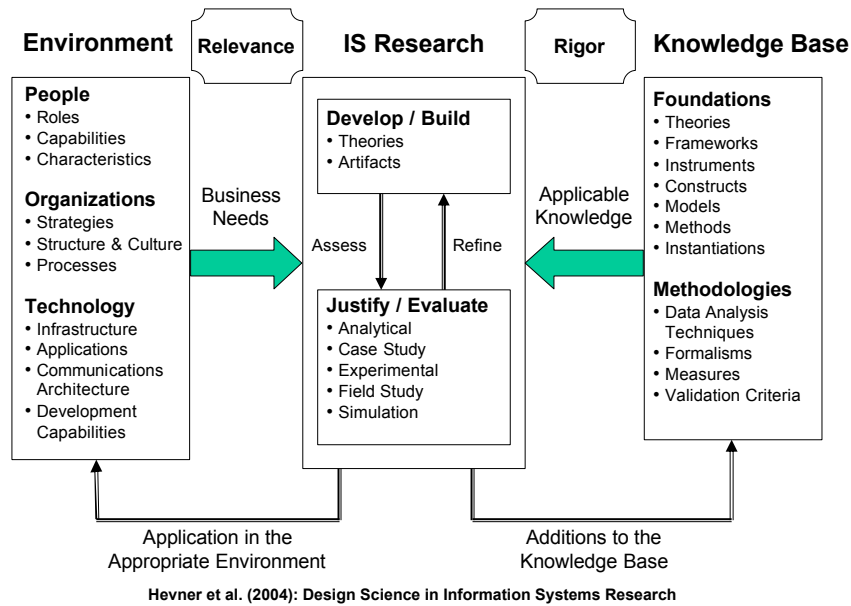 Environment
Relevance
IS Research
Rigor
Knowledge Base
People
• Roles
• Capabilities
• Characteristics
Organizations
• Strategies
• Structure & Culture
• Processes
Technology
• Infrastructure
• Applications
• Communications
Architecture
• Development
Capabilities
Business
Needs
Develop / Build
• Theories
• Artifacts
Assess
Refine
Justify / Evaluate
• Analytical
• Case Study
• Experimental
• Field Study
• Simulation
Applicable
Knowledge
Foundations
• Theories
• Frameworks
• Instruments
• Constructs
• Models
• Methods
• Instantiations
Methodologies
• Data Analysis
Techniques
• Formalisms
• Measures
• Validation Criteria
Application in the
Appropriate Environment
Additions to the
Knowledge Base
Hevner et al. (2004): Design Science in Information Systems Research